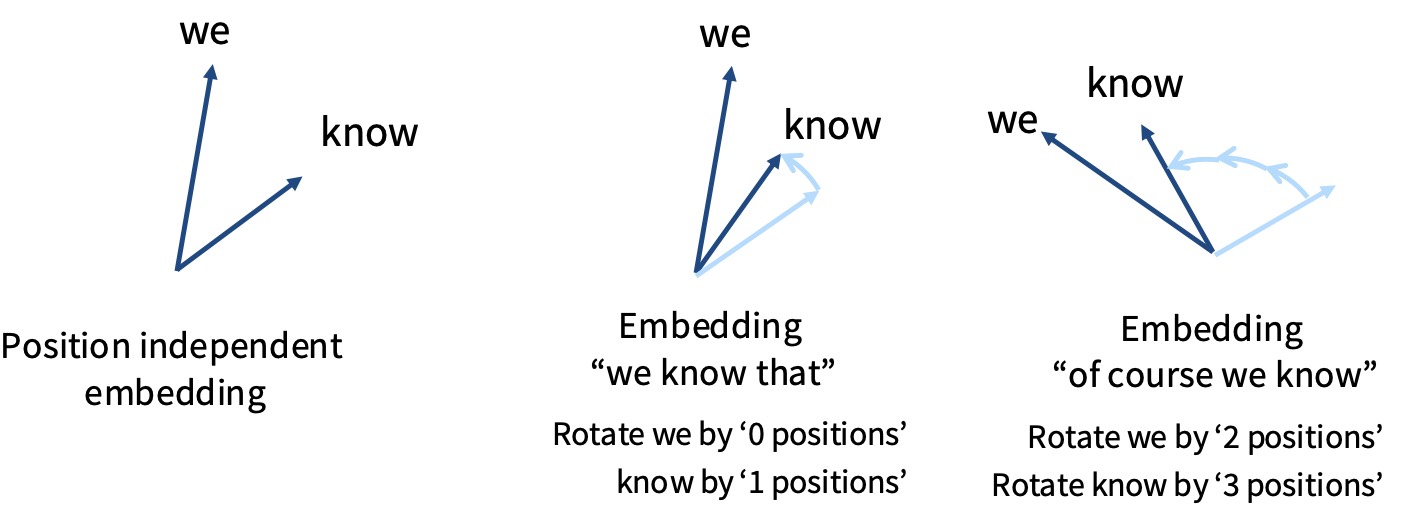 we
know
Position independent
embedding
we
know
Embedding
“we know that”
Rotate we by ‘0 positions’
know by ‘1 positions’
know
we
Embedding
“of course we know”
Rotate we by ‘2 positions’
Rotate know by ‘3 positions’